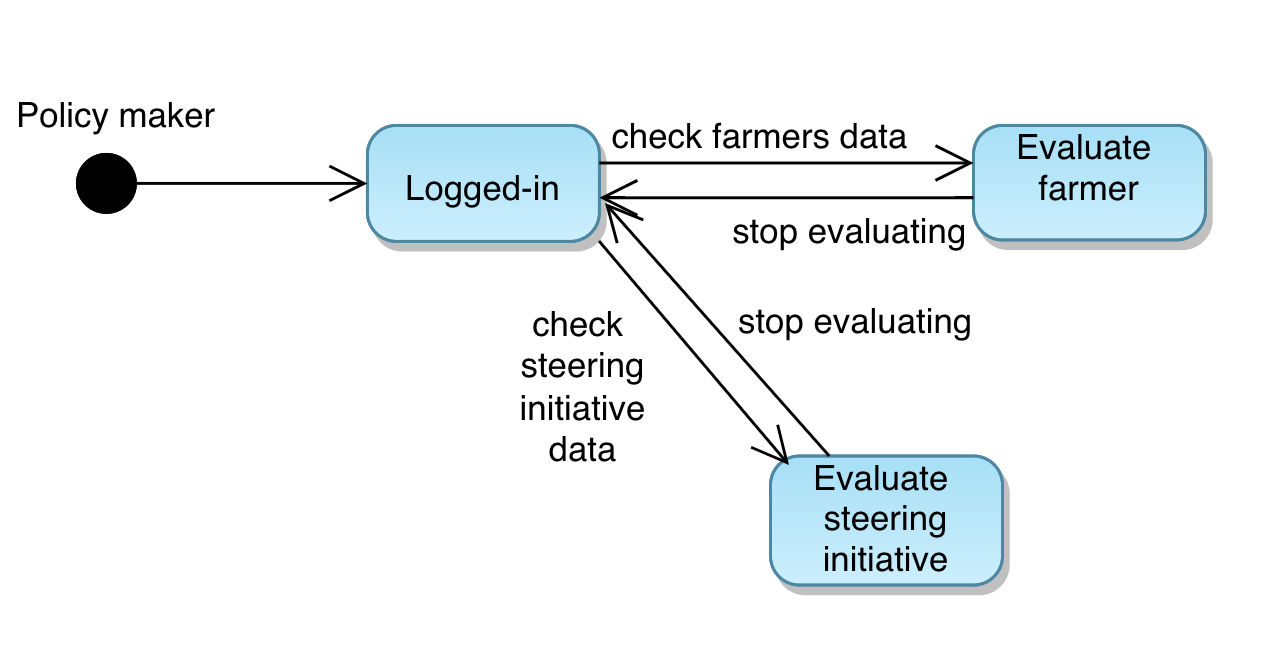 Policy maker
Logged-in
check farmers data
Evaluate
farmer
stop evaluating
check
steering
initiative
data
stop evaluating
Evaluate
steering
initiative